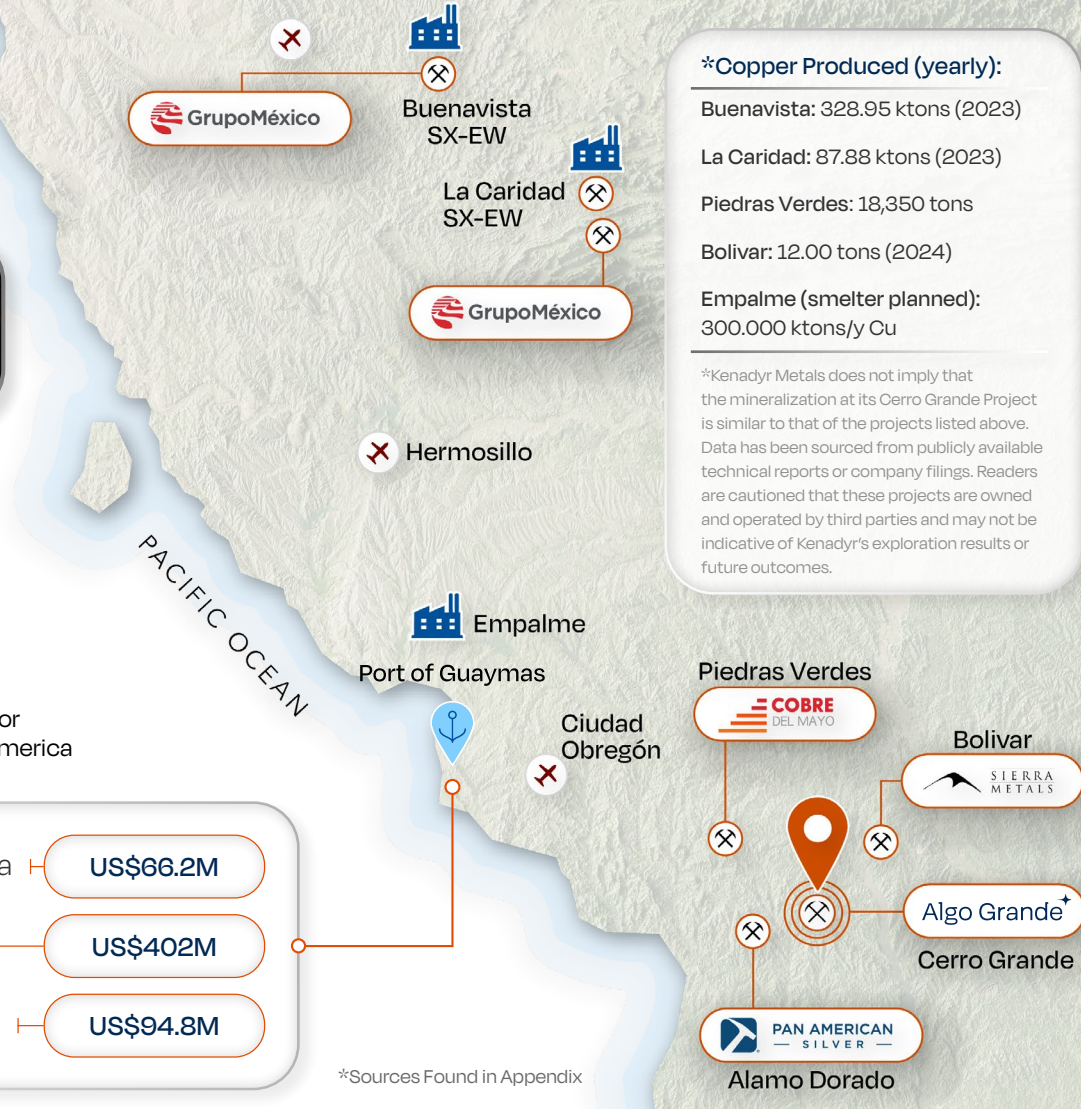 GrupoMéxico
Buenavista
SX-EW
La Caridad
SX-EW
GrupoMéxico
*Copper Produced (yearly):
Buenavista: 328.95 ktons (2023)
La Caridad: 87.88 ktons (2023)
Piedras Verdes: 18,350 tons
Bolivar: 12.00 tons (2024)
Empalme (smelter planned):
300.000 ktons/y Cu
*Kenadyr Metals does not imply that
the mineralization at its Cerro Grande Project
is similar to that of the projects listed above.
Data has been sourced from publicly available
technical reports or company filings. Readers
are cautioned that these projects are owned
and operated by third parties and may not be
indicative of Kenadyr's exploration results or
future outcomes.
Hermosillo
PACIFIC OCEAN
Empalme
Port of Guaymas
Ciudad
Obregón
or
merica
a
US$66.2M
US$402M
US$94.8M
Piedras Verdes
COBRE
DEL MAYO
Bolivar
SIERRA
METALS
Algo Grande
Cerro Grande
PAN AMERICAN
— SILVER —
Alamo Dorado
*Sources Found in Appendix